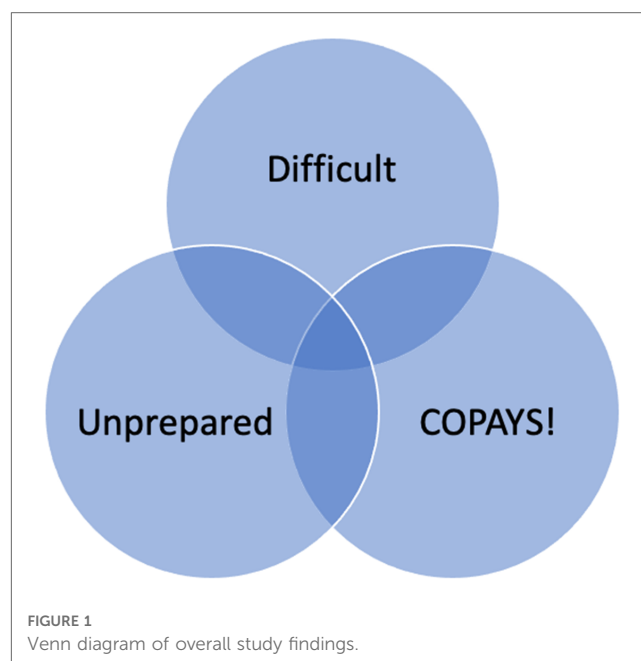 Difficult
Unprepared
COPAYS!
FIGURE 1
Venn diagram of overall study findings.